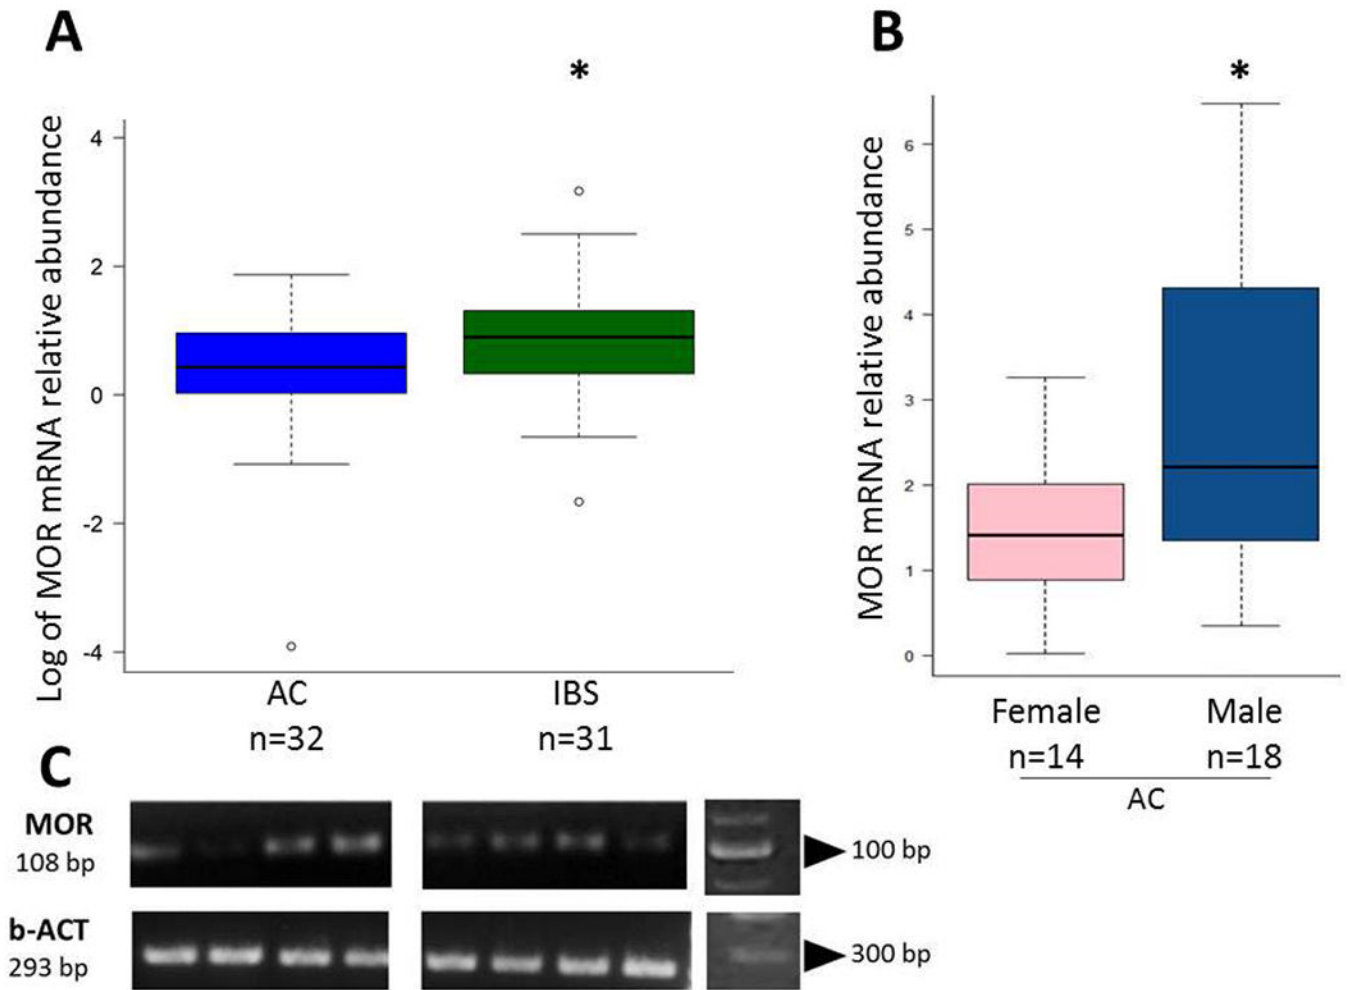 A
*
Log of MOR mRNA relative abundance
4
2
0
-2
-4
AC
IBS
n=32
n=31
B
*
MOR mRNA relative abundance
6
5
4
3
2
1
0
Female
Male
n=14
n=18
AC
C
MOR
108 bp
100 bp
b-ACT
293 bp
300 bp